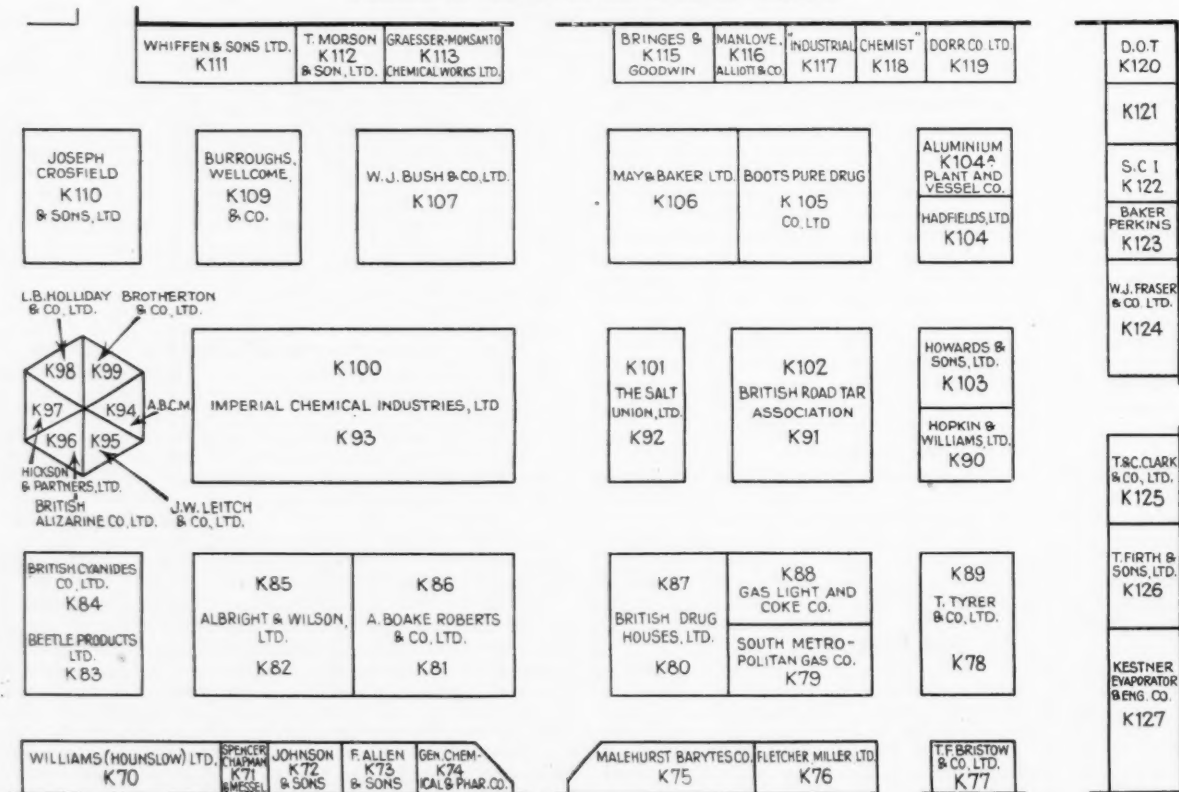 WHIFFEN & SONS LTD.
K111
T. MORSON
K112
& SON, LTD.
GRAESSER-MONSANTO
K113
CHEMICAL WORKS LTD.
BRINGES &
K115
GOODWIN
MANLOVE,
K116
ALLIOTT & CO.
"INDUSTRIAL CHEMIST"
K117 K118
DORR CO. LTD.
K119
D.O.T
K120
K121
S.C I
K122
BAKER
PERKINS
K123
W.J. FRASER
& CO. LTD.
K124
JOSEPH
CROSFIELD
K110
& SONS, LTD
BURROUGHS,
WELLCOME,
K109
& CO.
W.J. BUSH & CO, LTD.
K107
MAY & BAKER LTD.
K106
BOOTS PURE DRUG
K 105
CO, LTD
ALUMINIUM
K104A
PLANT AND
VESSEL CO.
HADFIELDS, LTD.
K104
L.B. HOLLIDAY
& CO, LTD.
BROTHERTON
& CO, LTD.
K98 K99
K97 K94
K96 K95
A.B.C.M.
HICKSON
& PARTNERS, LTD.
BRITISH
ALIZARINE CO, LTD.
J.W. LEITCH
& CO, LTD.
K100
IMPERIAL CHEMICAL INDUSTRIES, LTD
K93
K101
THE SALT
UNION, LTD.
K92
K102
BRITISH ROAD TAR
ASSOCIATION
K91
HOWARDS &
SONS, LTD.
K103
HOPKIN &
WILLIAMS, LTD.
K90
T. & C. CLARK
& CO, LTD.
K125
T. FIRTH &
SONS, LTD.
K126
KESTNER
EVAPORATOR
& ENG. CO.
K127
BRITISH CYANIDES
CO, LTD.
K84
BEETLE PRODUCTS
LTD.
K83
K85
ALBRIGHT & WILSON,
LTD.
K82
K86
A. BOAKE ROBERTS
& CO, LTD.
K81
K87
BRITISH DRUG
HOUSES, LTD.
K80
K88
GAS LIGHT AND
COKE CO.
SOUTH METRO-
POLITAN GAS CO.
K79
K89
T. TYRER
& CO, LTD.
K78
WILLIAMS (HOUNSLOW) LTD.
K70
SPENCER
CHAPMAN
K71
& MESSEL
JOHNSON
K72
& SONS
F. ALLEN
K73
& SONS
GEN. CHEM-
K74
ICAL & PHAR. CO.
MALEHURST BARYTES CO.
K75
FLETCHER MILLER LTD.
K76
T.F. BRISTOW
& CO, LTD.
K77